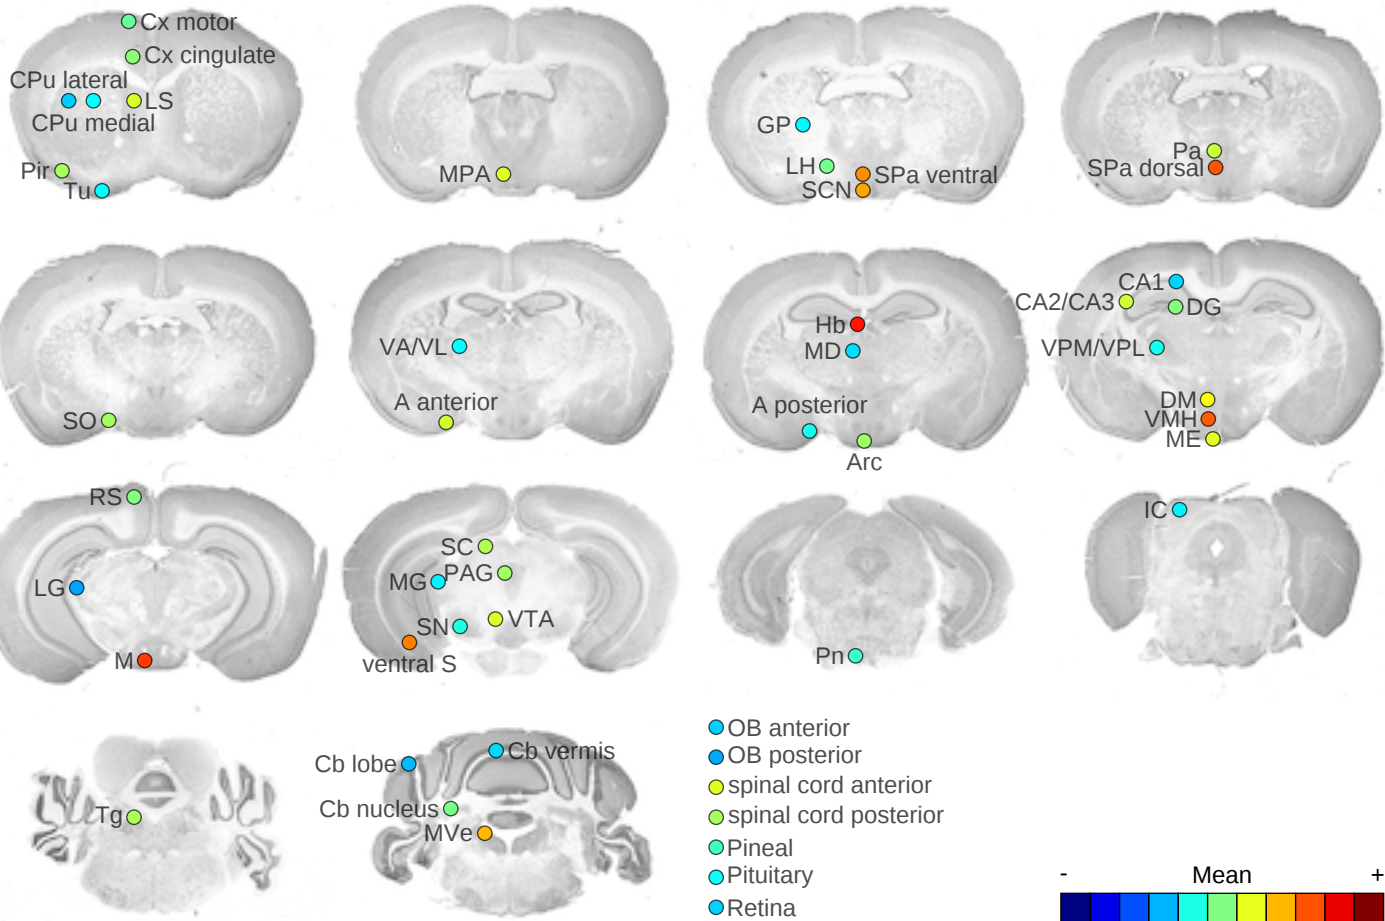 Cx motor
Cx cingulate
CPu lateral
LS
CPu medial
Pir
Tu
MPA
GP
LH
SPa ventral
SCN
Pa
SPa dorsal
SO
VA/VL
A anterior
Hb
MD
A posterior
Arc
CA1
CA2/CA3
DG
VPM/VPL
DM
VMH
ME
RS
LG
M
SC
MG
PAG
SN
VTA
ventral S
Pn
IC
Tg
Cb lobe
Cb vermis
Cb nucleus
MVe
OB anterior
OB posterior
spinal cord anterior
spinal cord posterior
Pineal
Pituitary
Retina
- Mean +